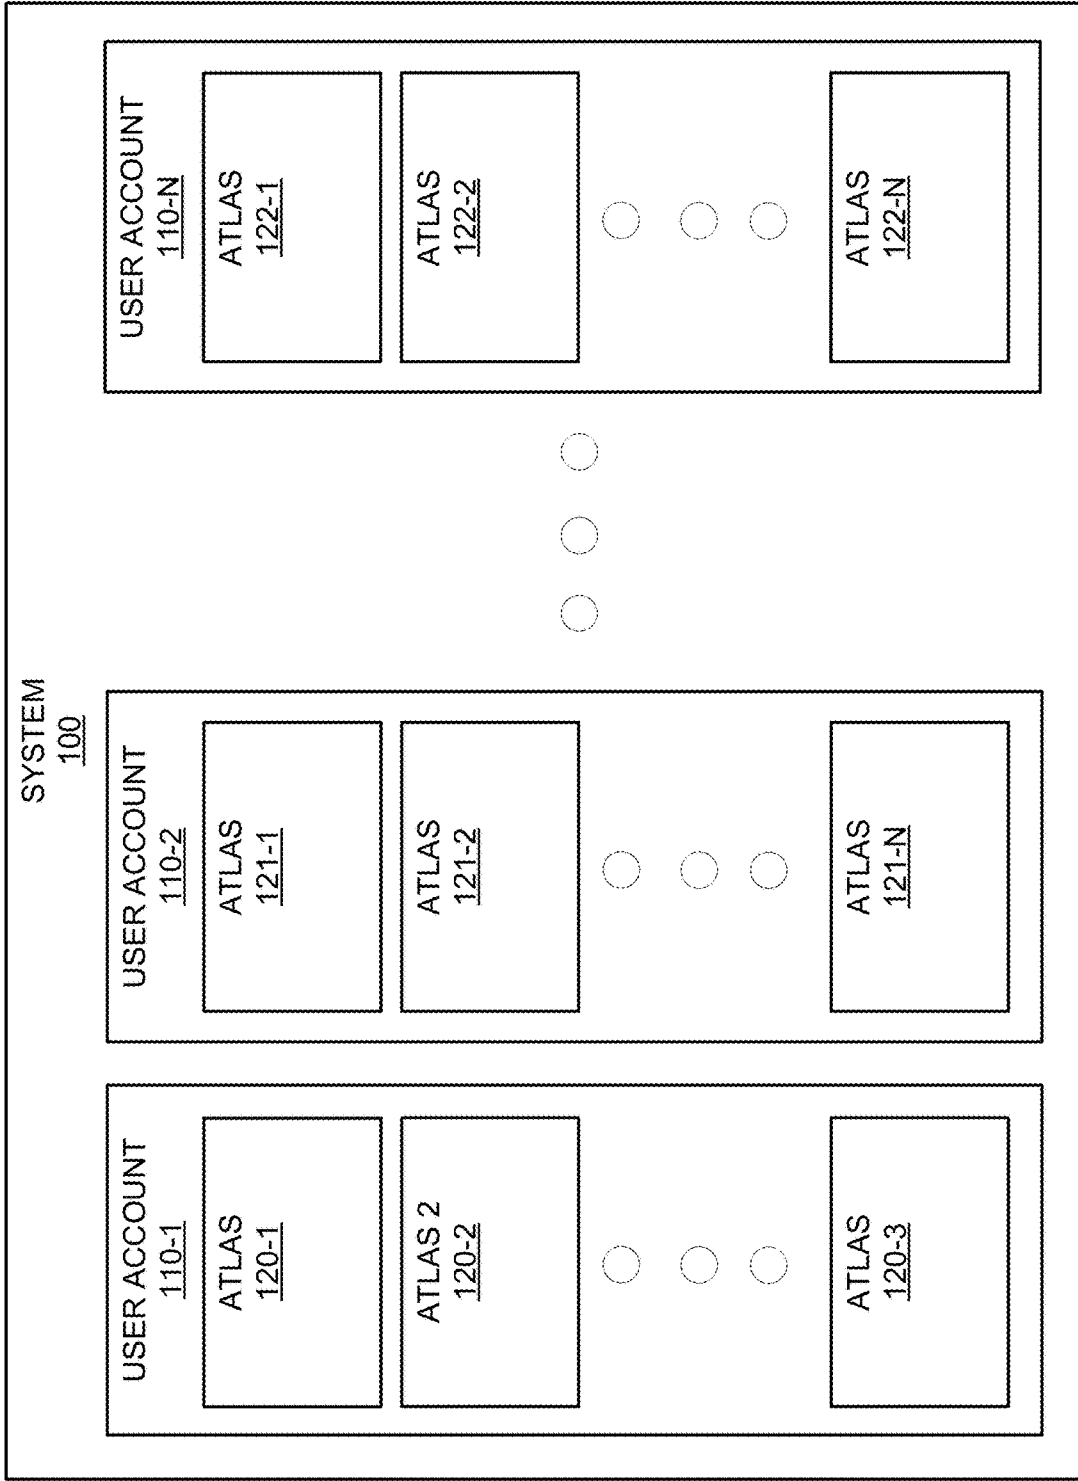 SYSTEM
100
USER ACCOUNT
110-1
ATLAS
120-1
ATLAS 2
120-2
ATLAS
120-3
USER ACCOUNT
110-2
ATLAS
121-1
ATLAS
121-2
ATLAS
121-N
USER ACCOUNT
110-N
ATLAS
122-1
ATLAS
122-2
ATLAS
122-N